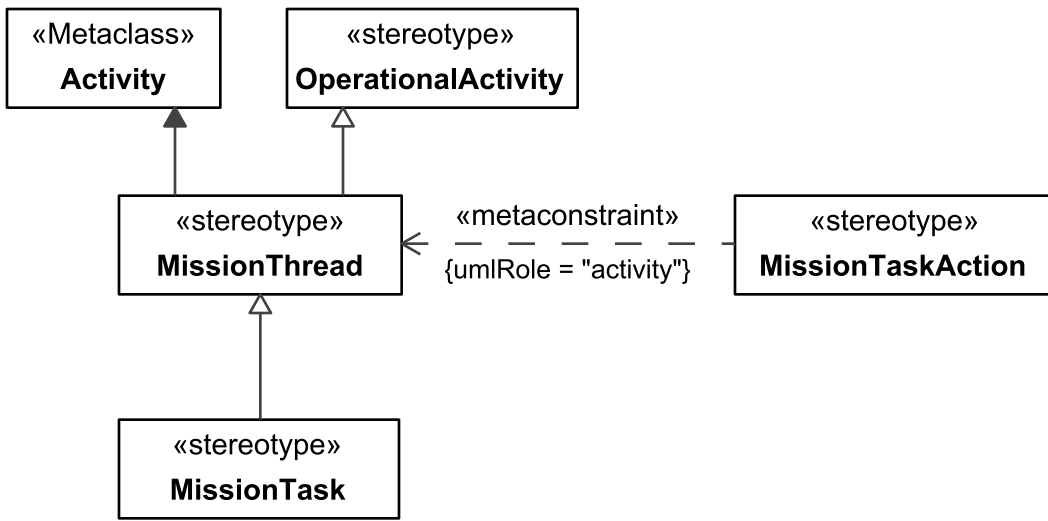 «Metaclass»
Activity
«stereotype»
OperationalActivity
«stereotype»
MissionThread
«metaconstraint»
{umlRole = "activity"}
«stereotype»
MissionTaskAction
«stereotype»
MissionTask